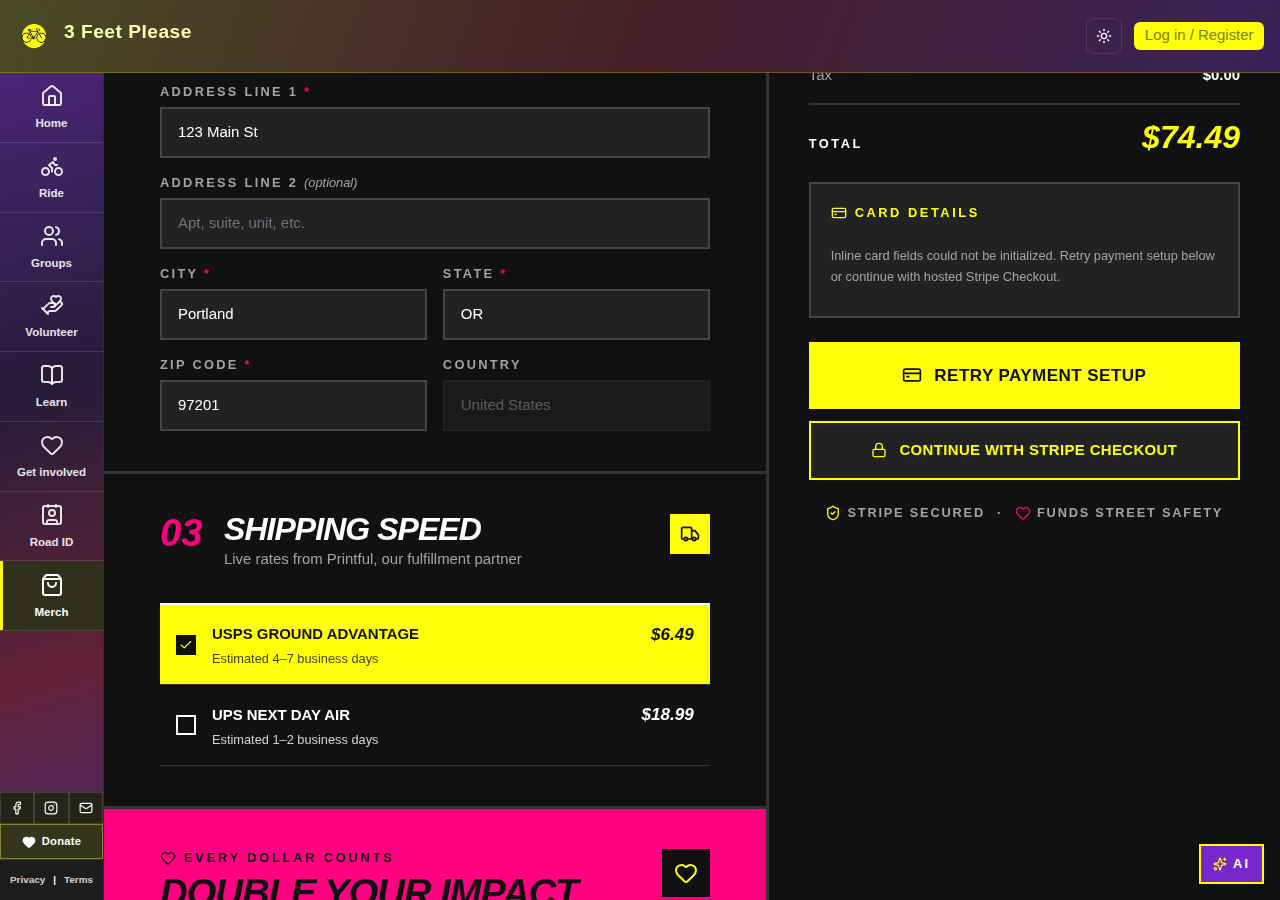 3 Feet Please
Log in / Register
Home
Ride
Groups
Volunteer
Learn
Get involved
Road ID
Merch
Donate
Privacy | Terms
ADDRESS LINE 1 *
123 Main St
ADDRESS LINE 2 (optional)
Apt, suite, unit, etc.
CITY *
STATE *
Portland
OR
ZIP CODE *
COUNTRY
97201
United States
03
SHIPPING SPEED
Live rates from Printful, our fulfillment partner
USPS GROUND ADVANTAGE
$6.49
Estimated 4–7 business days
UPS NEXT DAY AIR
$18.99
Estimated 1–2 business days
EVERY DOLLAR COUNTS
DOUBLE YOUR IMPACT
Tax
$0.00
TOTAL
$74.49
CARD DETAILS
Inline card fields could not be initialized. Retry payment setup below
or continue with hosted Stripe Checkout.
RETRY PAYMENT SETUP
CONTINUE WITH STRIPE CHECKOUT
STRIPE SECURED · FUNDS STREET SAFETY
AI